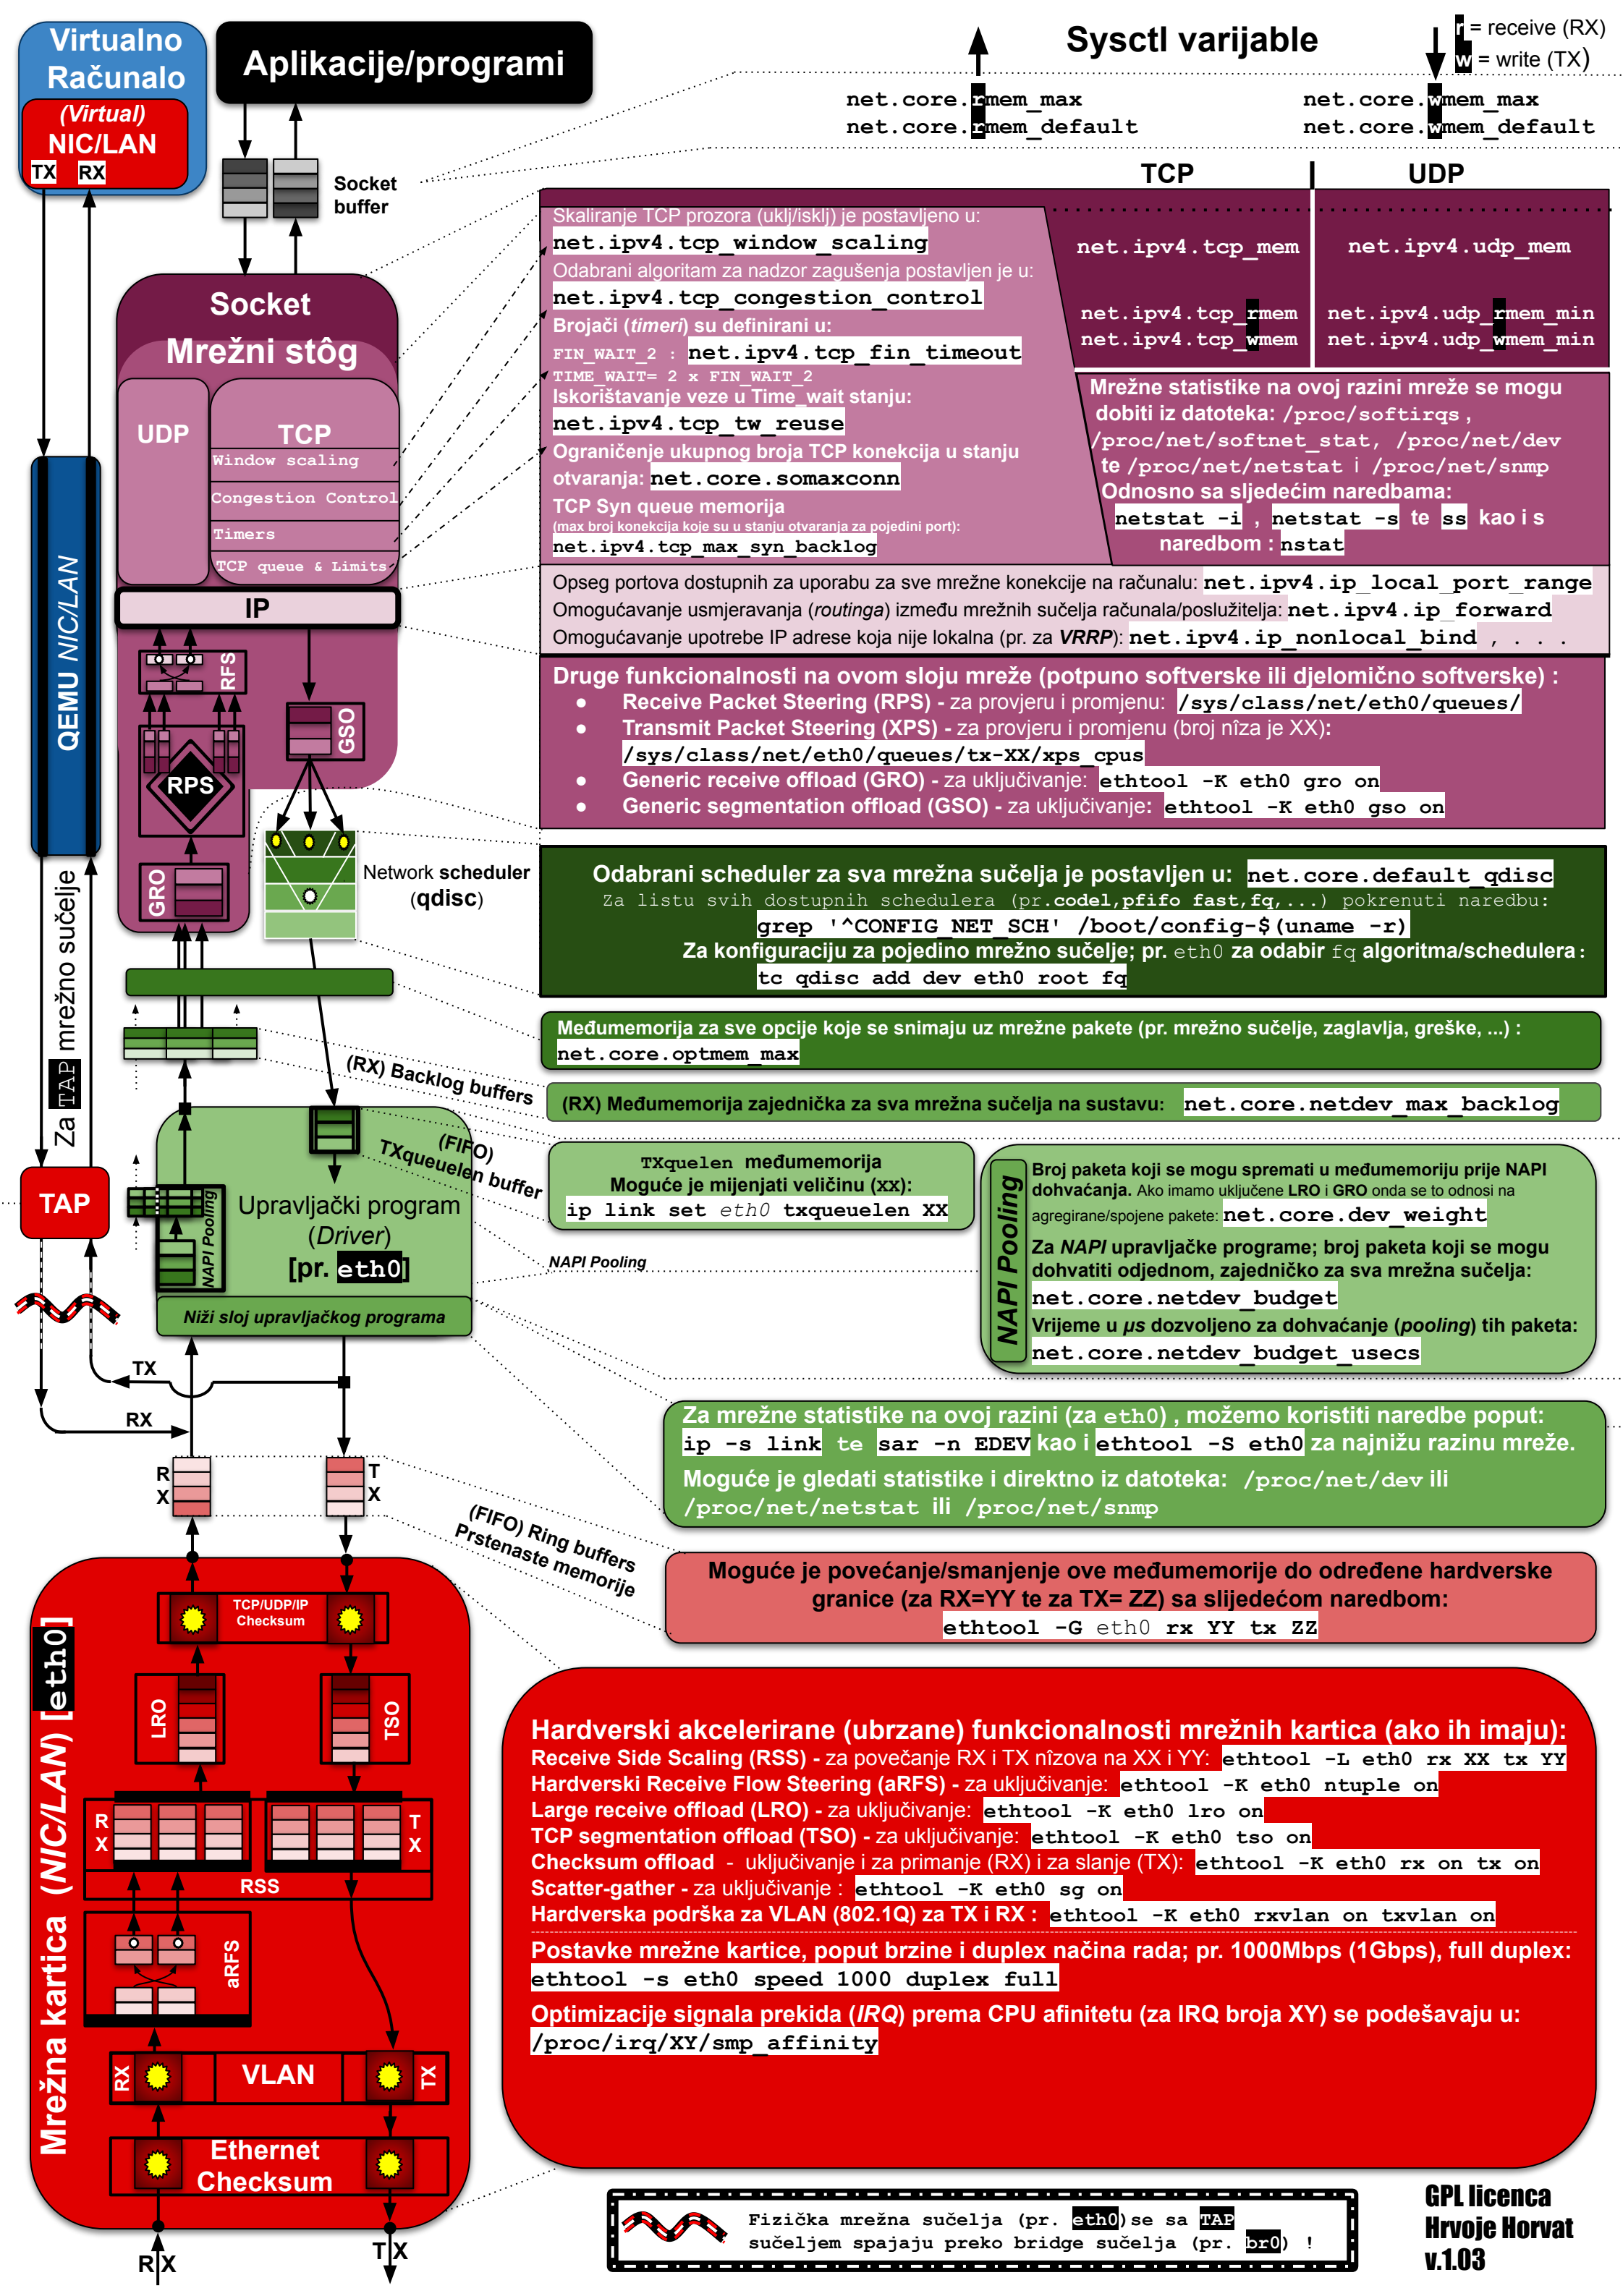 Virtualno
Računalo
(Virtual)
NIC/LAN
TX RX
Aplikacije/programi
Socket
buffer
Sysctl varijable
r = receive (RX)
w = write (TX)
net.core.rmem_max
net.core.rmem_default
net.core.wmem_max
net.core.wmem_default
TCP
UDP
Skaliranje TCP prozora (uklj/isklj) je postavljeno u:
net.ipv4.tcp_window_scaling
Odabrani algoritam za nadzor zagušenja postavljen je u:
net.ipv4.tcp_congestion_control
Brojači (timeri) su definirani u:
FIN_WAIT_2 : net.ipv4.tcp_fin_timeout
TIME_WAIT= 2 x FIN_WAIT_2
Iskorištavanje veze u Time_wait stanju:
net.ipv4.tcp_tw_reuse
Ograničenje ukupnog broja TCP konekcija u stanju
otvaranja: net.core.somaxconn
TCP Syn queue memorija
(max broj konekcija koje su u stanju otvaranja za pojedini port):
net.ipv4.tcp_max_syn_backlog
net.ipv4.tcp_mem
net.ipv4.tcp_rmem
net.ipv4.tcp_wmem
net.ipv4.udp_mem
net.ipv4.udp_rmem_min
net.ipv4.udp_wmem_min
Mrežne statistike na ovoj razini mreže se mogu
dobiti iz datoteka: /proc/softirqs ,
/proc/net/softnet_stat, /proc/net/dev
te /proc/net/netstat i /proc/net/snmp
Odnosno sa sljedećim naredbama:
netstat -i , netstat -s te ss kao i s
naredbom : nstat
Socket
Mrežni stôg
UDP
TCP
Window scaling
Congestion Control
Timers
TCP queue & Limits
IP
RFS
GSO
RPS
GRO
QEMU NIC/LAN
Za TAP mrežno sučelje
Opseg portova dostupnih za uporabu za sve mrežne konekcije na računalu: net.ipv4.ip_local_port_range
Omogućavanje usmjeravanja (routinga) između mrežnih sučelja računala/poslužitelja: net.ipv4.ip_forward
Omogućavanje upotrebe IP adrese koja nije lokalna (pr. za VRRP): net.ipv4.ip_nonlocal_bind , . . .
Druge funkcionalnosti na ovom sloju mreže (potpuno softverske ili djelomično softverske) :
● Receive Packet Steering (RPS) - za provjeru i promjenu: /sys/class/net/eth0/queues/
● Transmit Packet Steering (XPS) - za provjeru i promjenu (broj nîza je XX):
/sys/class/net/eth0/queues/tx-XX/xps_cpus
● Generic receive offload (GRO) - za uključivanje: ethtool -K eth0 gro on
● Generic segmentation offload (GSO) - za uključivanje: ethtool -K eth0 gso on
Network scheduler
(qdisc)
Odabrani scheduler za sva mrežna sučelja je postavljen u: net.core.default_qdisc
Za listu svih dostupnih schedulera (pr.codel,pfifo fast,fq,...) pokrenuti naredbu:
grep '^CONFIG_NET_SCH' /boot/config-$(uname -r)
Za konfiguraciju za pojedino mrežno sučelje; pr. eth0 za odabir fq algoritma/schedulera:
tc qdisc add dev eth0 root fq
Međumemorija za sve opcije koje se snimaju uz mrežne pakete (pr. mrežno sučelje, zaglavlja, greške, ...) :
net.core.optmem_max
(RX) Backlog buffers
(RX) Međumemorija zajednička za sva mrežna sučelja na sustavu: net.core.netdev_max_backlog
(FIFO)
TXqueuelen buffer
TXquelen međumemorija
Moguće je mijenjati veličinu (XX):
ip link set eth0 txqueuelen XX
NAPI Pooling
Broj paketa koji se mogu spremati u međumemoriju prije NAPI
dohvaćanja. Ako imamo uključene LRO i GRO onda se to odnosi na
agregirane/spojene pakete: net.core.dev_weight
Za NAPI upravljačke programe; broj paketa koji se mogu
dohvatiti odjednom, zajedničko za sva mrežna sučelja:
net.core.netdev_budget
Vrijeme u µs dozvoljeno za dohvaćanje (pooling) tih paketa:
net.core.netdev_budget_usecs
TAP
NAPI Pooling
Upravljački program
(Driver)
[pr. eth0]
NAPI Pooling
Niži sloj upravljačkog programa
TX
RX
Za mrežne statistike na ovoj razini (za eth0) , možemo koristiti naredbe poput:
ip -s link te sar -n EDEV kao i ethtool -S eth0 za najnižu razinu mreže.
Moguće je gledati statistike i direktno iz datoteka: /proc/net/dev ili
/proc/net/netstat ili /proc/net/snmp
RX
TX
(FIFO) Ring buffers
Prstenaste memorije
Moguće je povećanje/smanjenje ove međumemorije do određene hardverske
granice (za RX=YY te za TX= ZZ) sa slijedećom naredbom:
ethtool -G eth0 rx YY tx ZZ
Mrežna kartica (NIC/LAN) [eth0]
TCP/UDP/IP
Checksum
LRO
TSO
RX
TX
RSS
aRFS
RX
VLAN
TX
Ethernet
Checksum
RX
TX
Hardverski akcelerirane (ubrzane) funkcionalnosti mrežnih kartica (ako ih imaju):
Receive Side Scaling (RSS) - za povečanje RX i TX nîzova na XX i YY: ethtool -L eth0 rx XX tx YY
Hardverski Receive Flow Steering (aRFS) - za uključivanje: ethtool -K eth0 ntuple on
Large receive offload (LRO) - za uključivanje: ethtool -K eth0 lro on
TCP segmentation offload (TSO) - za uključivanje: ethtool -K eth0 tso on
Checksum offload - uključivanje i za primanje (RX) i za slanje (TX): ethtool -K eth0 rx on tx on
Scatter-gather - za uključivanje : ethtool -K eth0 sg on
Hardverska podrška za VLAN (802.1Q) za TX i RX : ethtool -K eth0 rxvlan on txvlan on
Postavke mrežne kartice, poput brzine i duplex načina rada; pr. 1000Mbps (1Gbps), full duplex:
ethtool -s eth0 speed 1000 duplex full
Optimizacije signala prekida (IRQ) prema CPU afinitetu (za IRQ broja XY) se podešavaju u:
/proc/irq/XY/smp_affinity
Fizička mrežna sučelja (pr. eth0)se sa TAP
sučeljem spajaju preko bridge sučelja (pr. br0) !
GPL licenca
Hrvoje Horvat
v.1.03